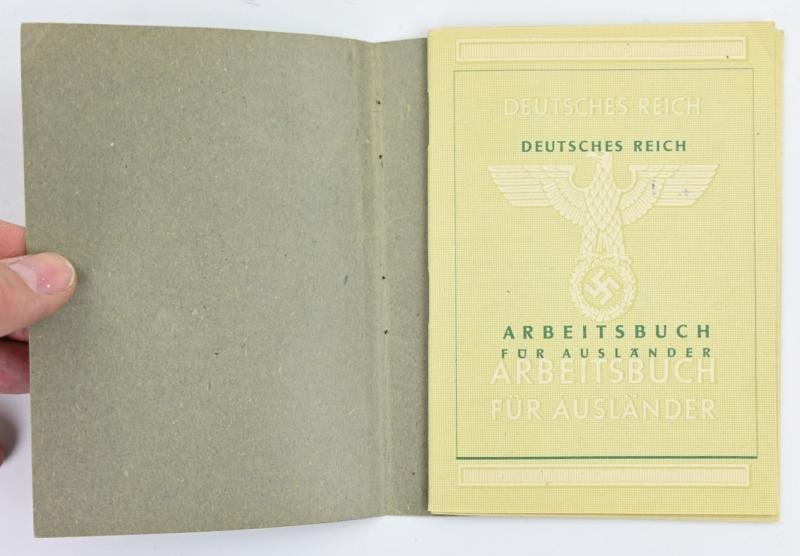 DEUTSCHES REICH
DEUTSCHES REICH
ARBEITSBUCH
FÜR AUSLÄNDER
ARBEITSBUCH
FÜR AUSLÄNDER